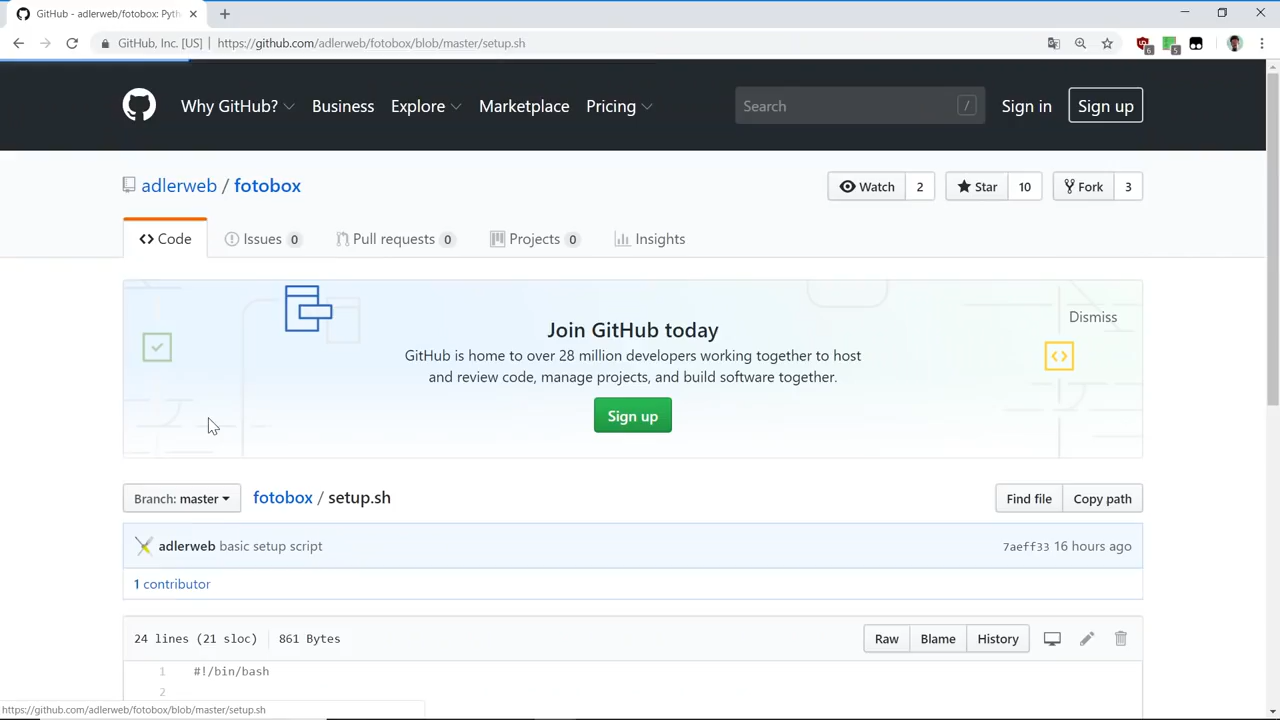 GitHub - adlerweb/fotobox: Pyth
GitHub, Inc. [US] | https://github.com/adlerweb/fotobox/blob/master/setup.sh
6
5
Why GitHub? Business Explore Marketplace Pricing Search / Sign in Sign up
adlerweb / fotobox Watch 2 Star 10 Fork 3
Code Issues 0 Pull requests 0 Projects 0 Insights
Join GitHub today
Dismiss
GitHub is home to over 28 million developers working together to host
and review code, manage projects, and build software together.
Sign up
Branch: master fotobox / setup.sh Find file Copy path
adlerweb basic setup script 7aeff33 16 hours ago
1 contributor
24 lines (21 sloc) 861 Bytes Raw Blame History
1 #!/bin/bash
2
https://github.com/adlerweb/fotobox/blob/master/setup.sh